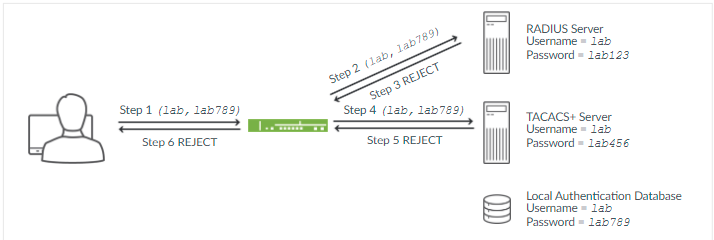 Step 1 (lab, lab789)
Step 6 REJECT
Step 2 (lab, lab789)
Step 3 REJECT
Step 4 (lab, lab789)
Step 5 REJECT
RADIUS Server
Username = lab
Password = lab123
TACACS+ Server
Username = lab
Password = lab456
Local Authentication Database
Username = lab
Password = lab789